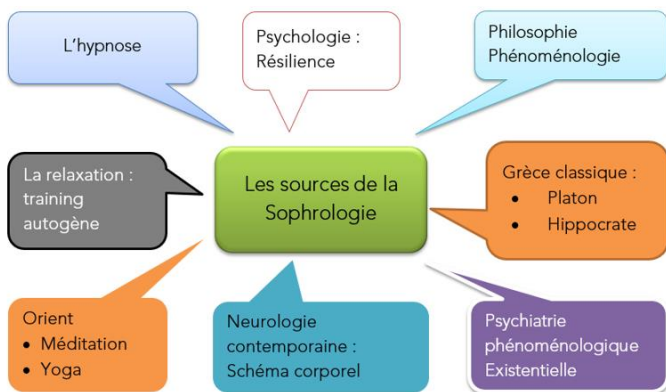 L'hypnose
Psychologie :
Résilience
Philosophie
Phénoménologie
La relaxation :
training
autogène
Les sources de la
Sophrologie
Grèce classique :
• Platon
• Hippocrate
Orient
• Méditation
• Yoga
Neurologie
contemporaine :
Schéma corporel
Psychiatrie
phénoménologique
Existentielle